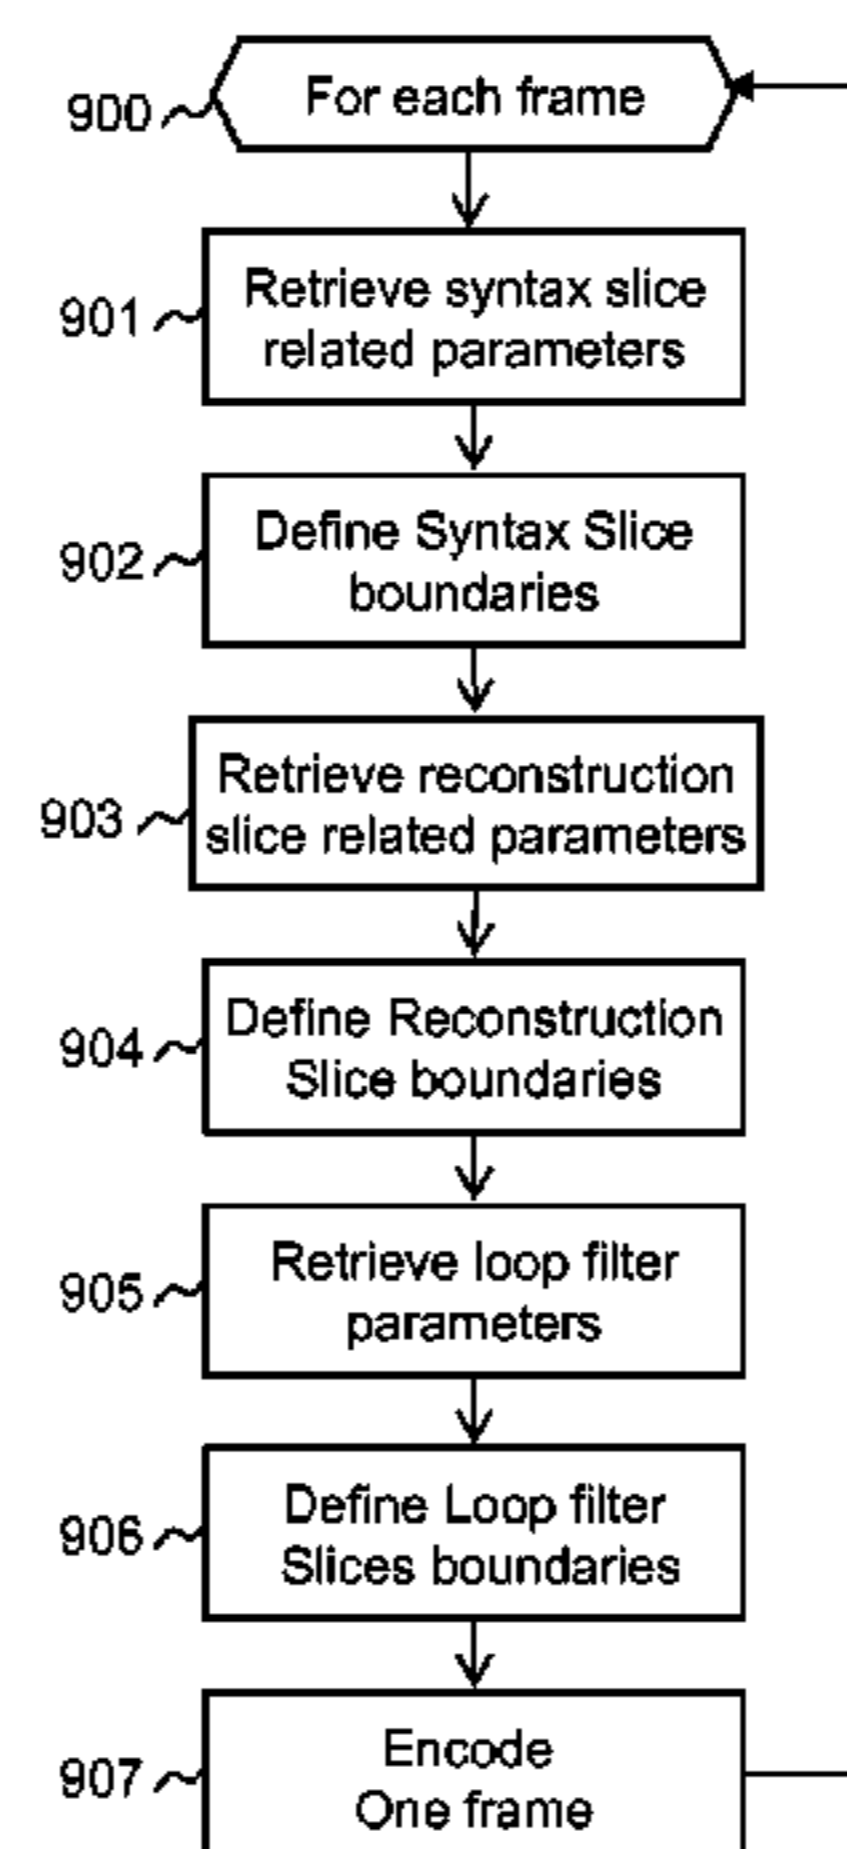 900
For each frame
901
Retrieve syntax slice
related parameters
902
Define Syntax Slice
boundaries
903
Retrieve reconstruction
slice related parameters
904
Define Reconstruction
Slice boundaries
905
Retrieve loop filter
parameters
906
Define Loop filter
Slices boundaries
907
Encode
One frame